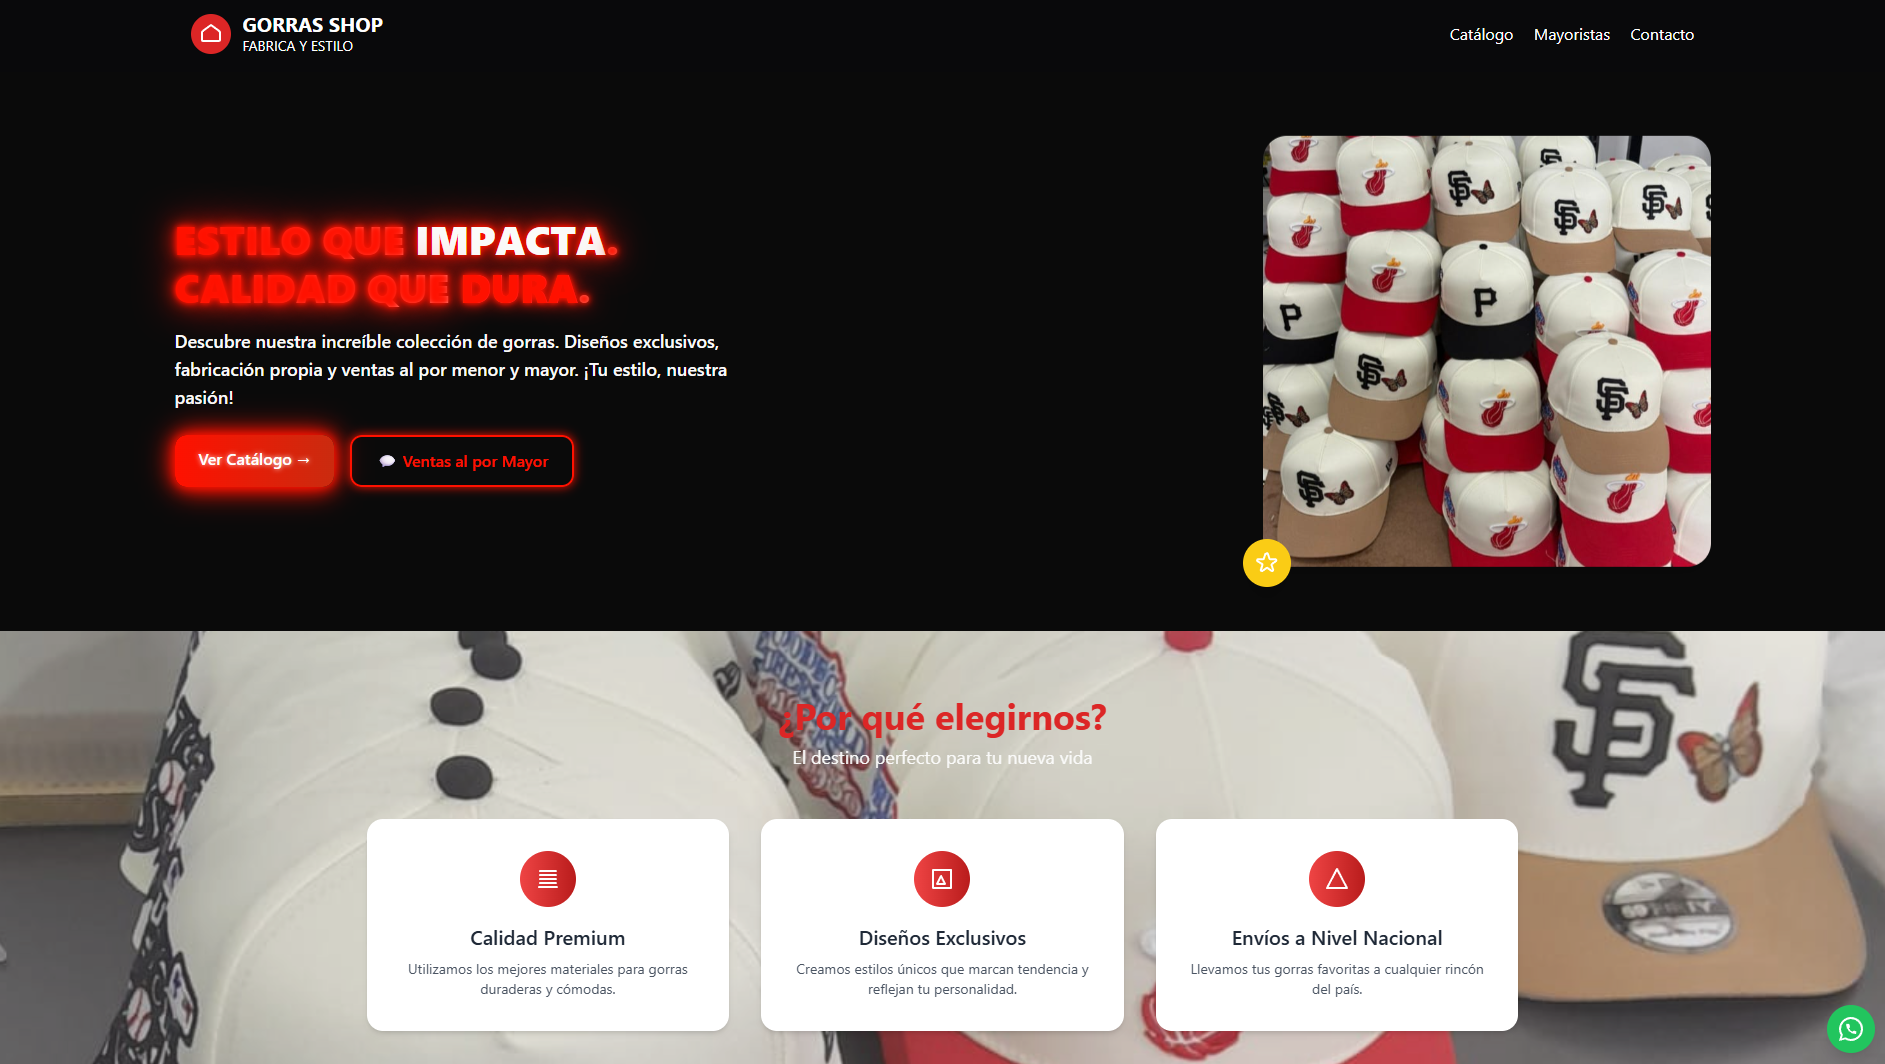 GORRAS SHOP
FABRICA Y ESTILO
Catálogo
Mayoristas
Contacto
ESTILO QUE IMPACTA.
CALIDAD QUE DURA.
Descubre nuestra increíble colección de gorras. Diseños exclusivos,
fabricación propia y ventas al por menor y mayor. ¡Tu estilo, nuestra
pasión!
Ver Catálogo →
Ventas al por Mayor
SF
P
P
SF
¿Por qué elegirnos?
El destino perfecto para tu nueva vida
Calidad Premium
Utilizamos los mejores materiales para gorras
duraderas y cómodas.
Diseños Exclusivos
Creamos estilos únicos que marcan tendencia y
reflejan tu personalidad.
Envíos a Nivel Nacional
Llevamos tus gorras favoritas a cualquier rincón
del país.